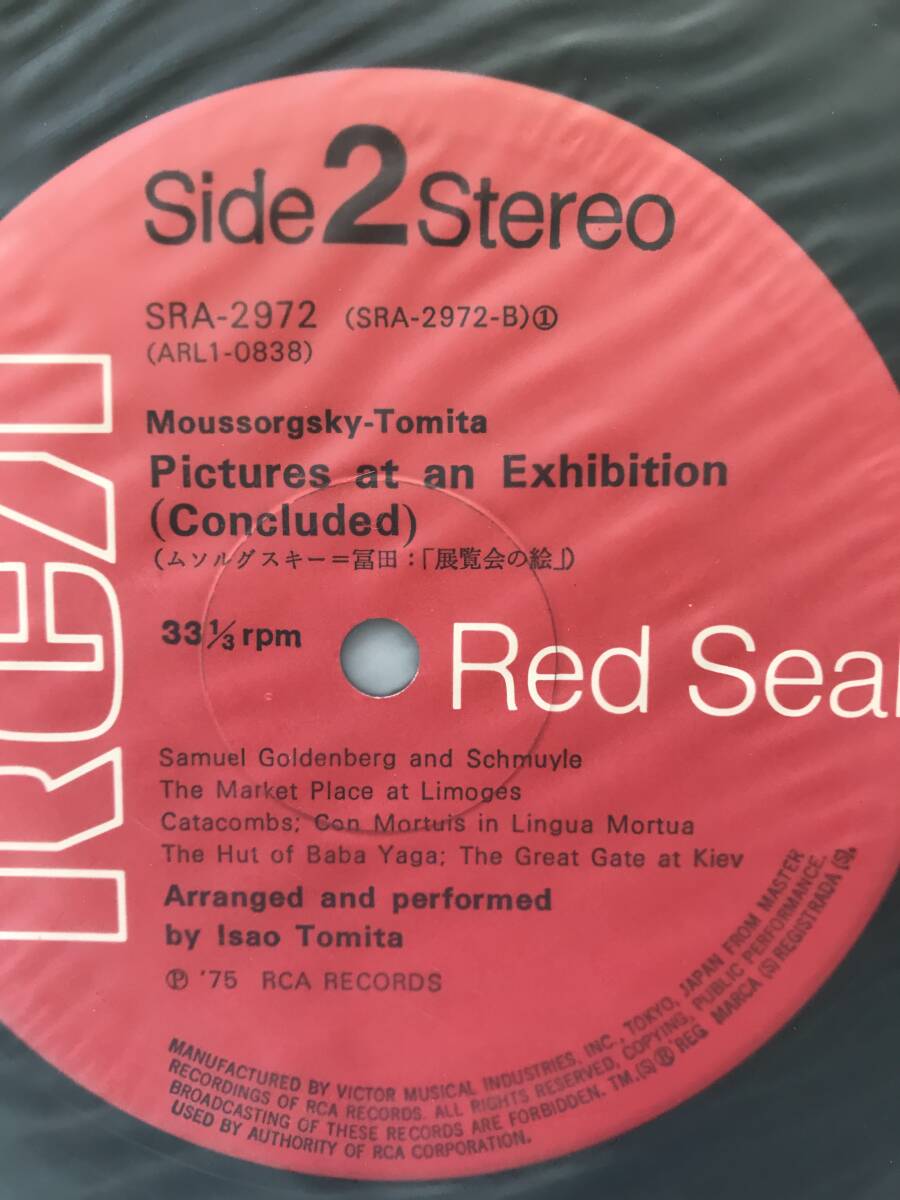 Side 2 Stereo
SRA-2972 (SRA-2972-B)①
(ARL1-0838)
Moussorgsky-Tomita
Pictures at an Exhibition
(Concluded)
(ムソルグスキー=冨田:「展覧会の絵」)
33 1/3 rpm
RCA
Red Seal
Samuel Goldenberg and Schmuyle
The Market Place at Limoges
Catacombs; Con Mortuis in Lingua Mortua
The Hut of Baba Yaga; The Great Gate at Kiev
Arranged and performed
by Isao Tomita
Ⓟ '75 RCA RECORDS
MANUFACTURED BY VICTOR MUSICAL INDUSTRIES, INC., TOKYO, JAPAN FROM MASTER
RECORDINGS OF RCA RECORDS. ALL RIGHTS RESERVED, COPYING, PUBLIC PERFORMANCE,
BROADCASTING OF THESE RECORDS ARE FORBIDDEN. TM.(S)® REG MARCA (S) REGISTRADA (S).
USED BY AUTHORITY OF RCA CORPORATION.